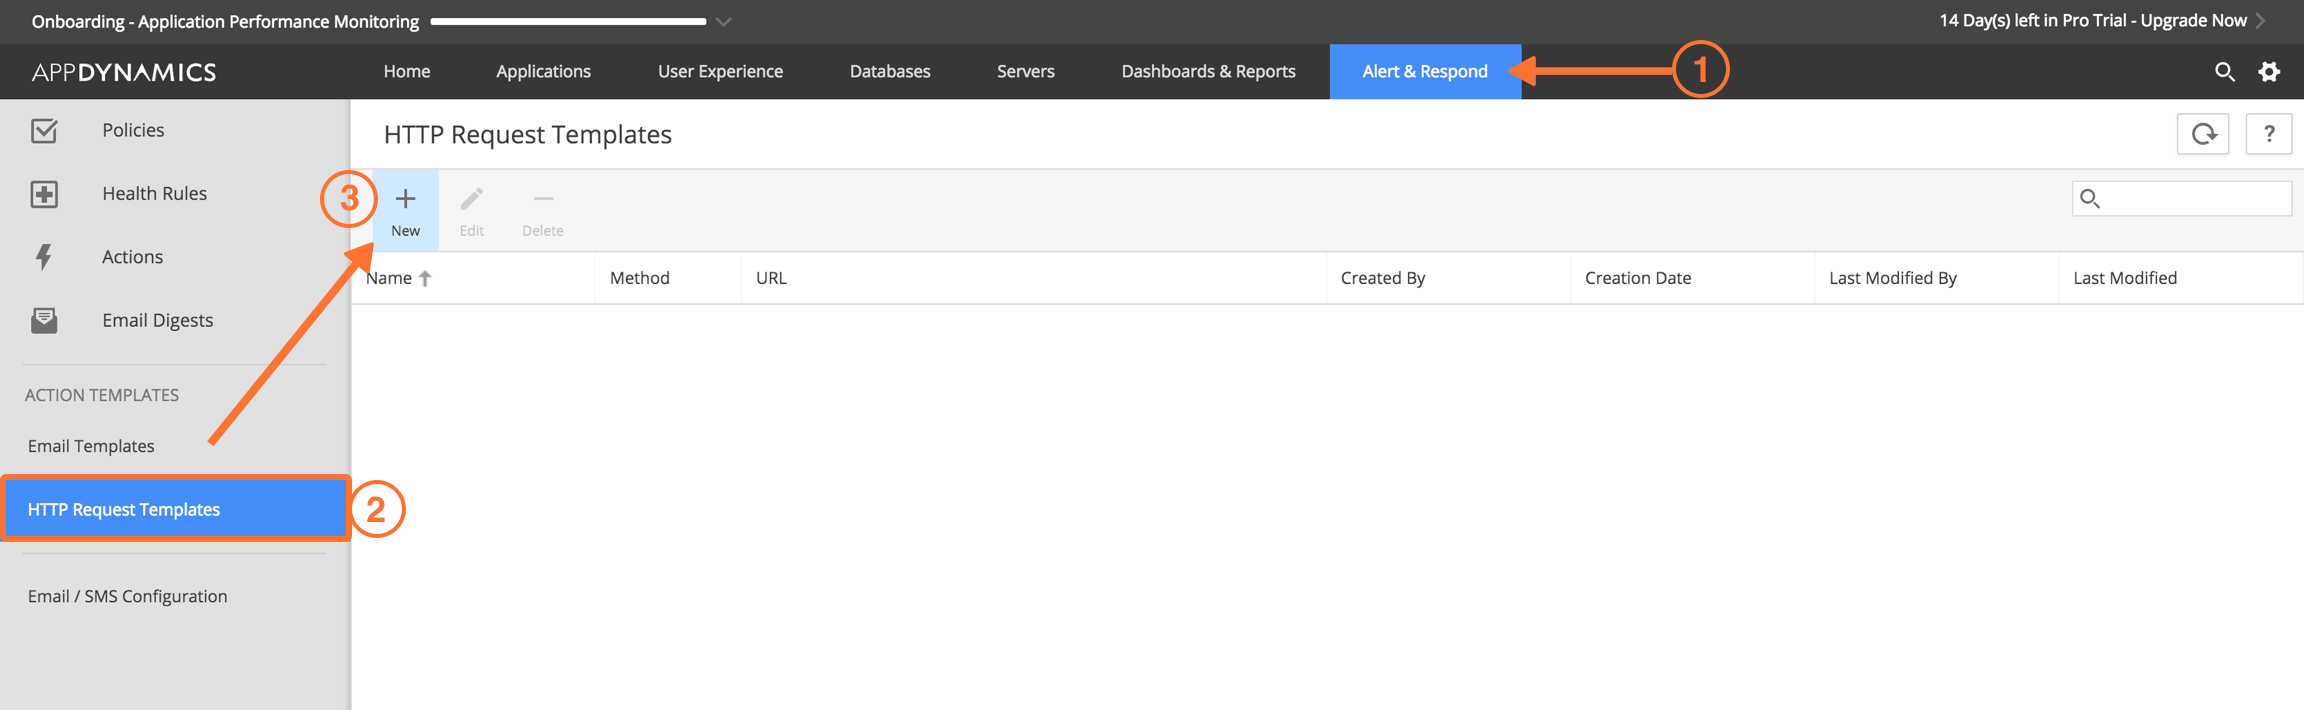 Onboarding - Application Performance Monitoring
14 Day(s) left in Pro Trial - Upgrade Now
APPDYNAMICS
Home
Applications
User Experience
Databases
Servers
Dashboards & Reports
Alert & Respond
1
Policies
Health Rules
Actions
Email Digests
ACTION TEMPLATES
Email Templates
HTTP Request Templates
2
Email / SMS Configuration
HTTP Request Templates
?
3
New
Edit
Delete
Name
Method
URL
Created By
Creation Date
Last Modified By
Last Modified